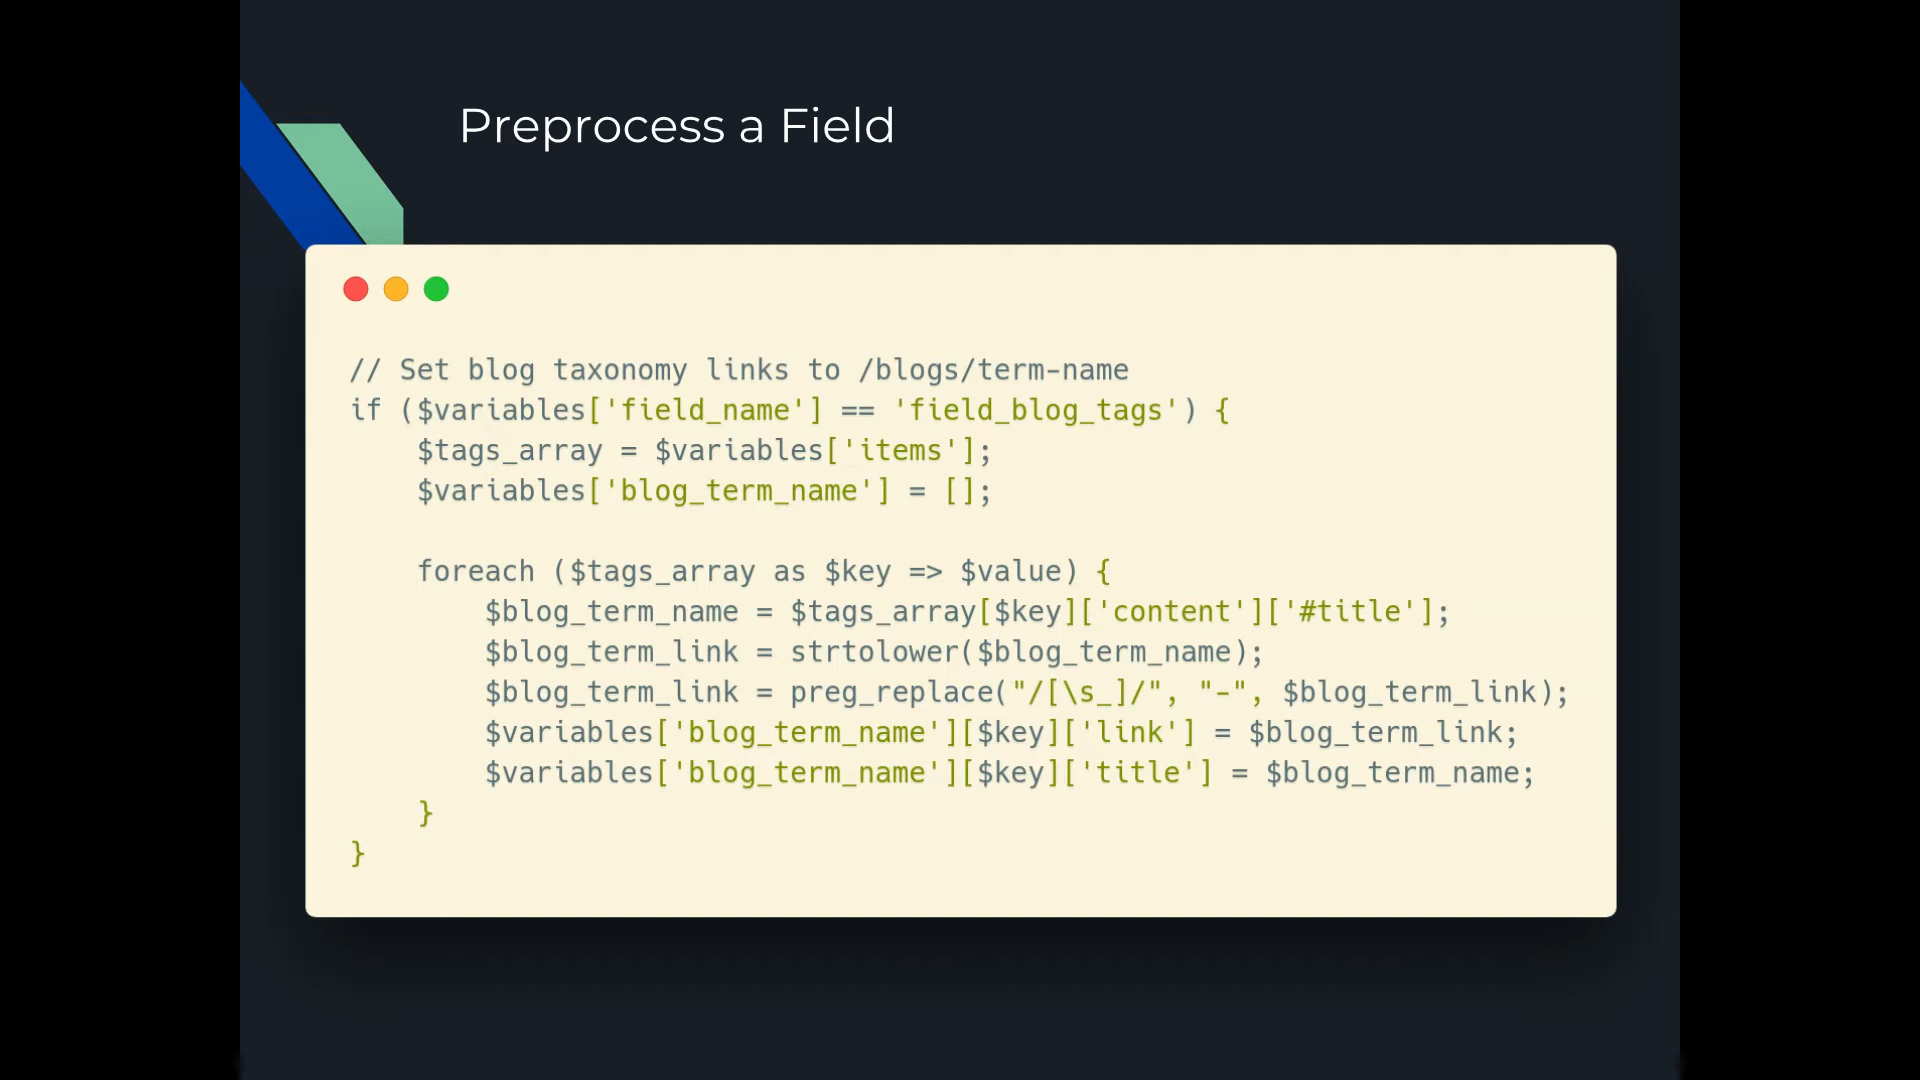 Preprocess a Field
// Set blog taxonomy links to /blogs/term-name
if ($variables['field_name'] == 'field_blog_tags') {
    $tags_array = $variables['items'];
    $variables['blog_term_name'] = [];
    foreach ($tags_array as $key => $value) {
        $blog_term_name = $tags_array[$key]['content']['#title'];
        $blog_term_link = strtolower($blog_term_name);
        $blog_term_link = preg_replace("/[\s_]/", "-", $blog_term_link);
        $variables['blog_term_name'][$key]['link'] = $blog_term_link;
        $variables['blog_term_name'][$key]['title'] = $blog_term_name;
    }
}